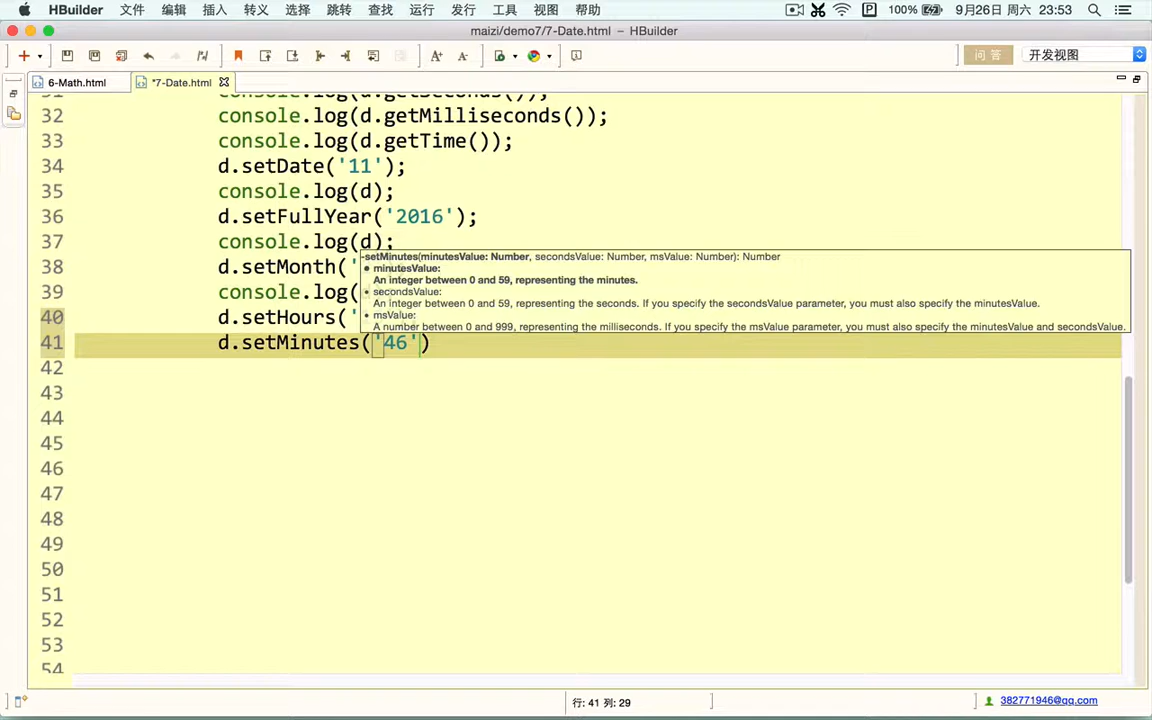 HBuilder 文件 编辑 插入 转义 选择 跳转 查找 运行 发行 工具 视图 帮助 100% 9月26日 周六 23:53
maizi/demo7/7-Date.html — HBuilder
问 答 开发视图
6-Math.html *7-Date.html
31 console.log(d.getSeconds());
32 console.log(d.getMilliseconds());
33 console.log(d.getTime());
34 d.setDate('11');
35 console.log(d);
36 d.setFullYear('2016');
37 console.log(d);
-setMinutes(minutesValue: Number, secondsValue: Number, msValue: Number): Number
38 d.setMonth('
• minutesValue:
An integer between 0 and 59, representing the minutes.
39 console.log(
• secondsValue:
An integer between 0 and 59, representing the seconds. If you specify the secondsValue parameter, you must also specify the minutesValue.
40 d.setHours('
• msValue:
A number between 0 and 999, representing the milliseconds. If you specify the msValue parameter, you must also specify the minutesValue and secondsValue.
41 d.setMinutes('46')
42
43
44
45
46
47
48
49
50
51
52
53
54
行: 41 列: 29
382771946@qq.com